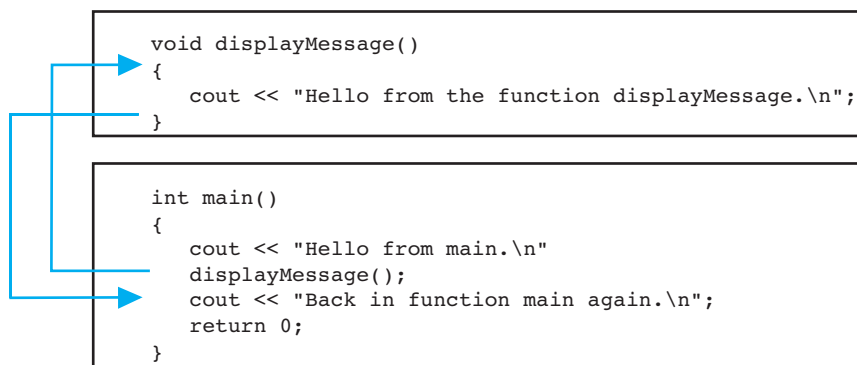 void displayMessage()
{
   cout << "Hello from the function displayMessage.\n";
}
int main()
{
   cout << "Hello from main.\n"
   displayMessage();
   cout << "Back in function main again.\n";
   return 0;
}